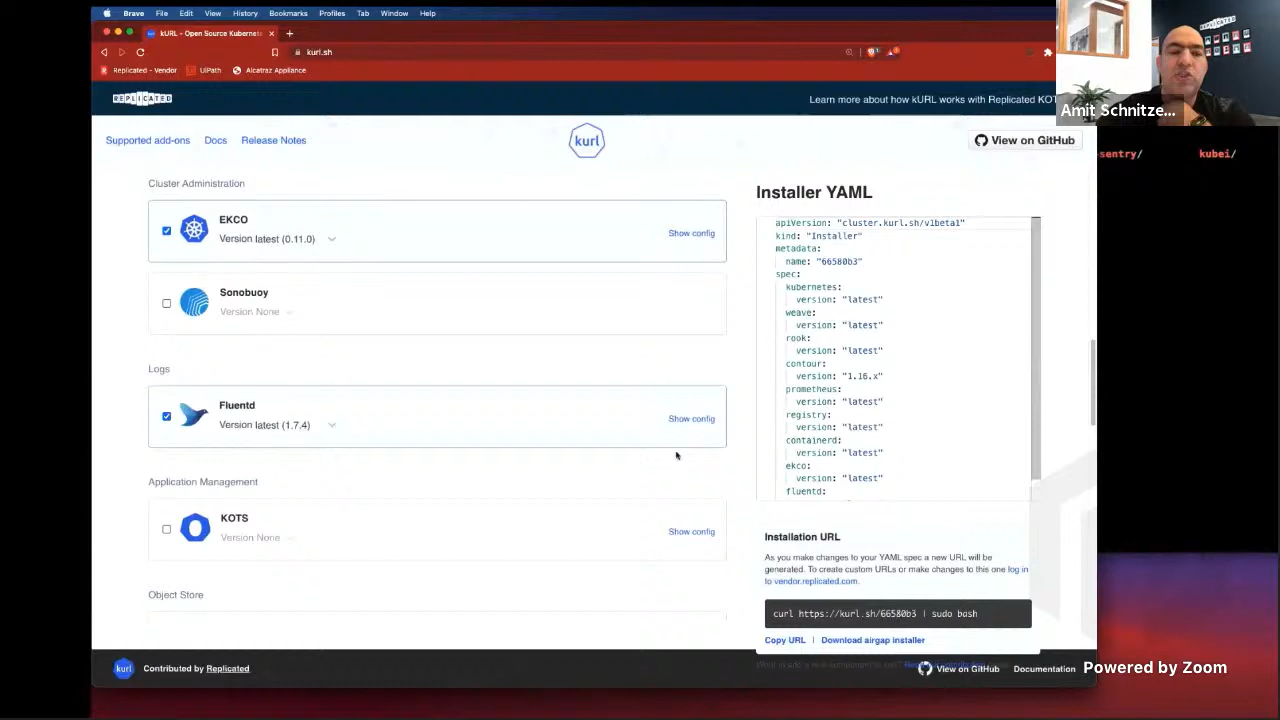 Brave File Edit View History Bookmarks Profiles Tab Window Help
kURL - Open Source Kubernete
kurl.sh
Replicated - Vendor UiPath Alcatraz Appliance
REPLICATED
Learn more about how kURL works with Replicated KOT
Amit Schnitze...
Supported add-ons Docs Release Notes
kurl
View on GitHub
-sentry/ kubei/
Cluster Administration
EKCO
Version latest (0.11.0)
Show config
Sonobuoy
Version None
Logs
Fluentd
Version latest (1.7.4)
Show config
Application Management
KOTS
Version None
Show config
Object Store
Installer YAML
apiVersion: "cluster.kurl.sh/v1beta1"
kind: "Installer"
metadata:
name: "66580b3"
spec:
kubernetes:
version: "latest"
weave:
version: "latest"
rook:
version: "latest"
contour:
version: "1.16.x"
prometheus:
version: "latest"
registry:
version: "latest"
containerd:
version: "latest"
ekco:
version: "latest"
fluentd:
Installation URL
As you make changes to your YAML spec a new URL will be
generated. To create custom URLs or make changes to this one log in
to vendor.replicated.com.
curl https://kurl.sh/66580b3 | sudo bash
Copy URL | Download airgap installer
kurl
Contributed by Replicated
View on GitHub Documentation
Powered by Zoom